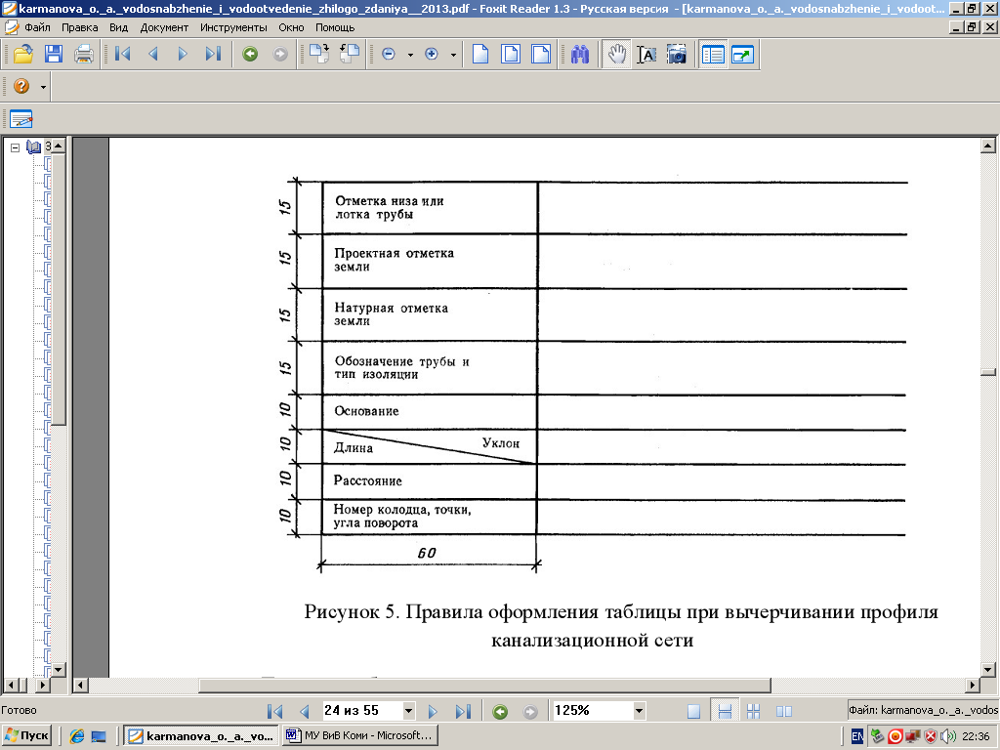 karmanova_o._a._vodosnabzhenie_i_vodootvedenie_zhilogo_zdaniya__2013.pdf - Foxit Reader 1.3 - Русская версия - [karmanova_o._a._vodosnabzhenie_i_vodoot...
Файл Правка Вид Документ Инструменты Окно Помощь
З
15
Отметка низа или
лотка трубы
15
Проектная отметка
земли
15
Натурная отметка
земли
15
Обозначение трубы и
тип изоляции
10
Основание
10
Длина
Уклон
10
Расстояние
10
Номер колодца, точки,
угла поворота
60
Рисунок 5. Правила оформления таблицы при вычерчивании профиля
канализационной сети
Готово
24 из 55
125%
Файл: karmanova_o._a._vodos
Пуск
karmanova_o._a._vo...
МУ ВиВ Коми - Microsoft...
EN
22:36